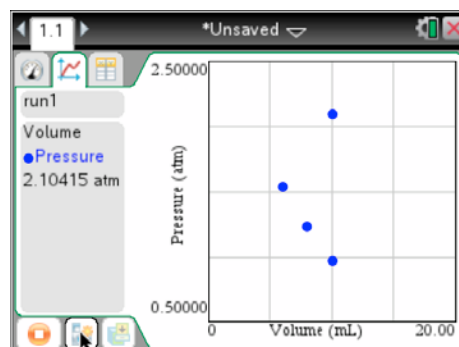 1.1
*Unsaved
run1
Volume
Pressure
2.10415 atm
2.50000
Pressure (atm)
0.50000
0
Volume (mL)
20.00